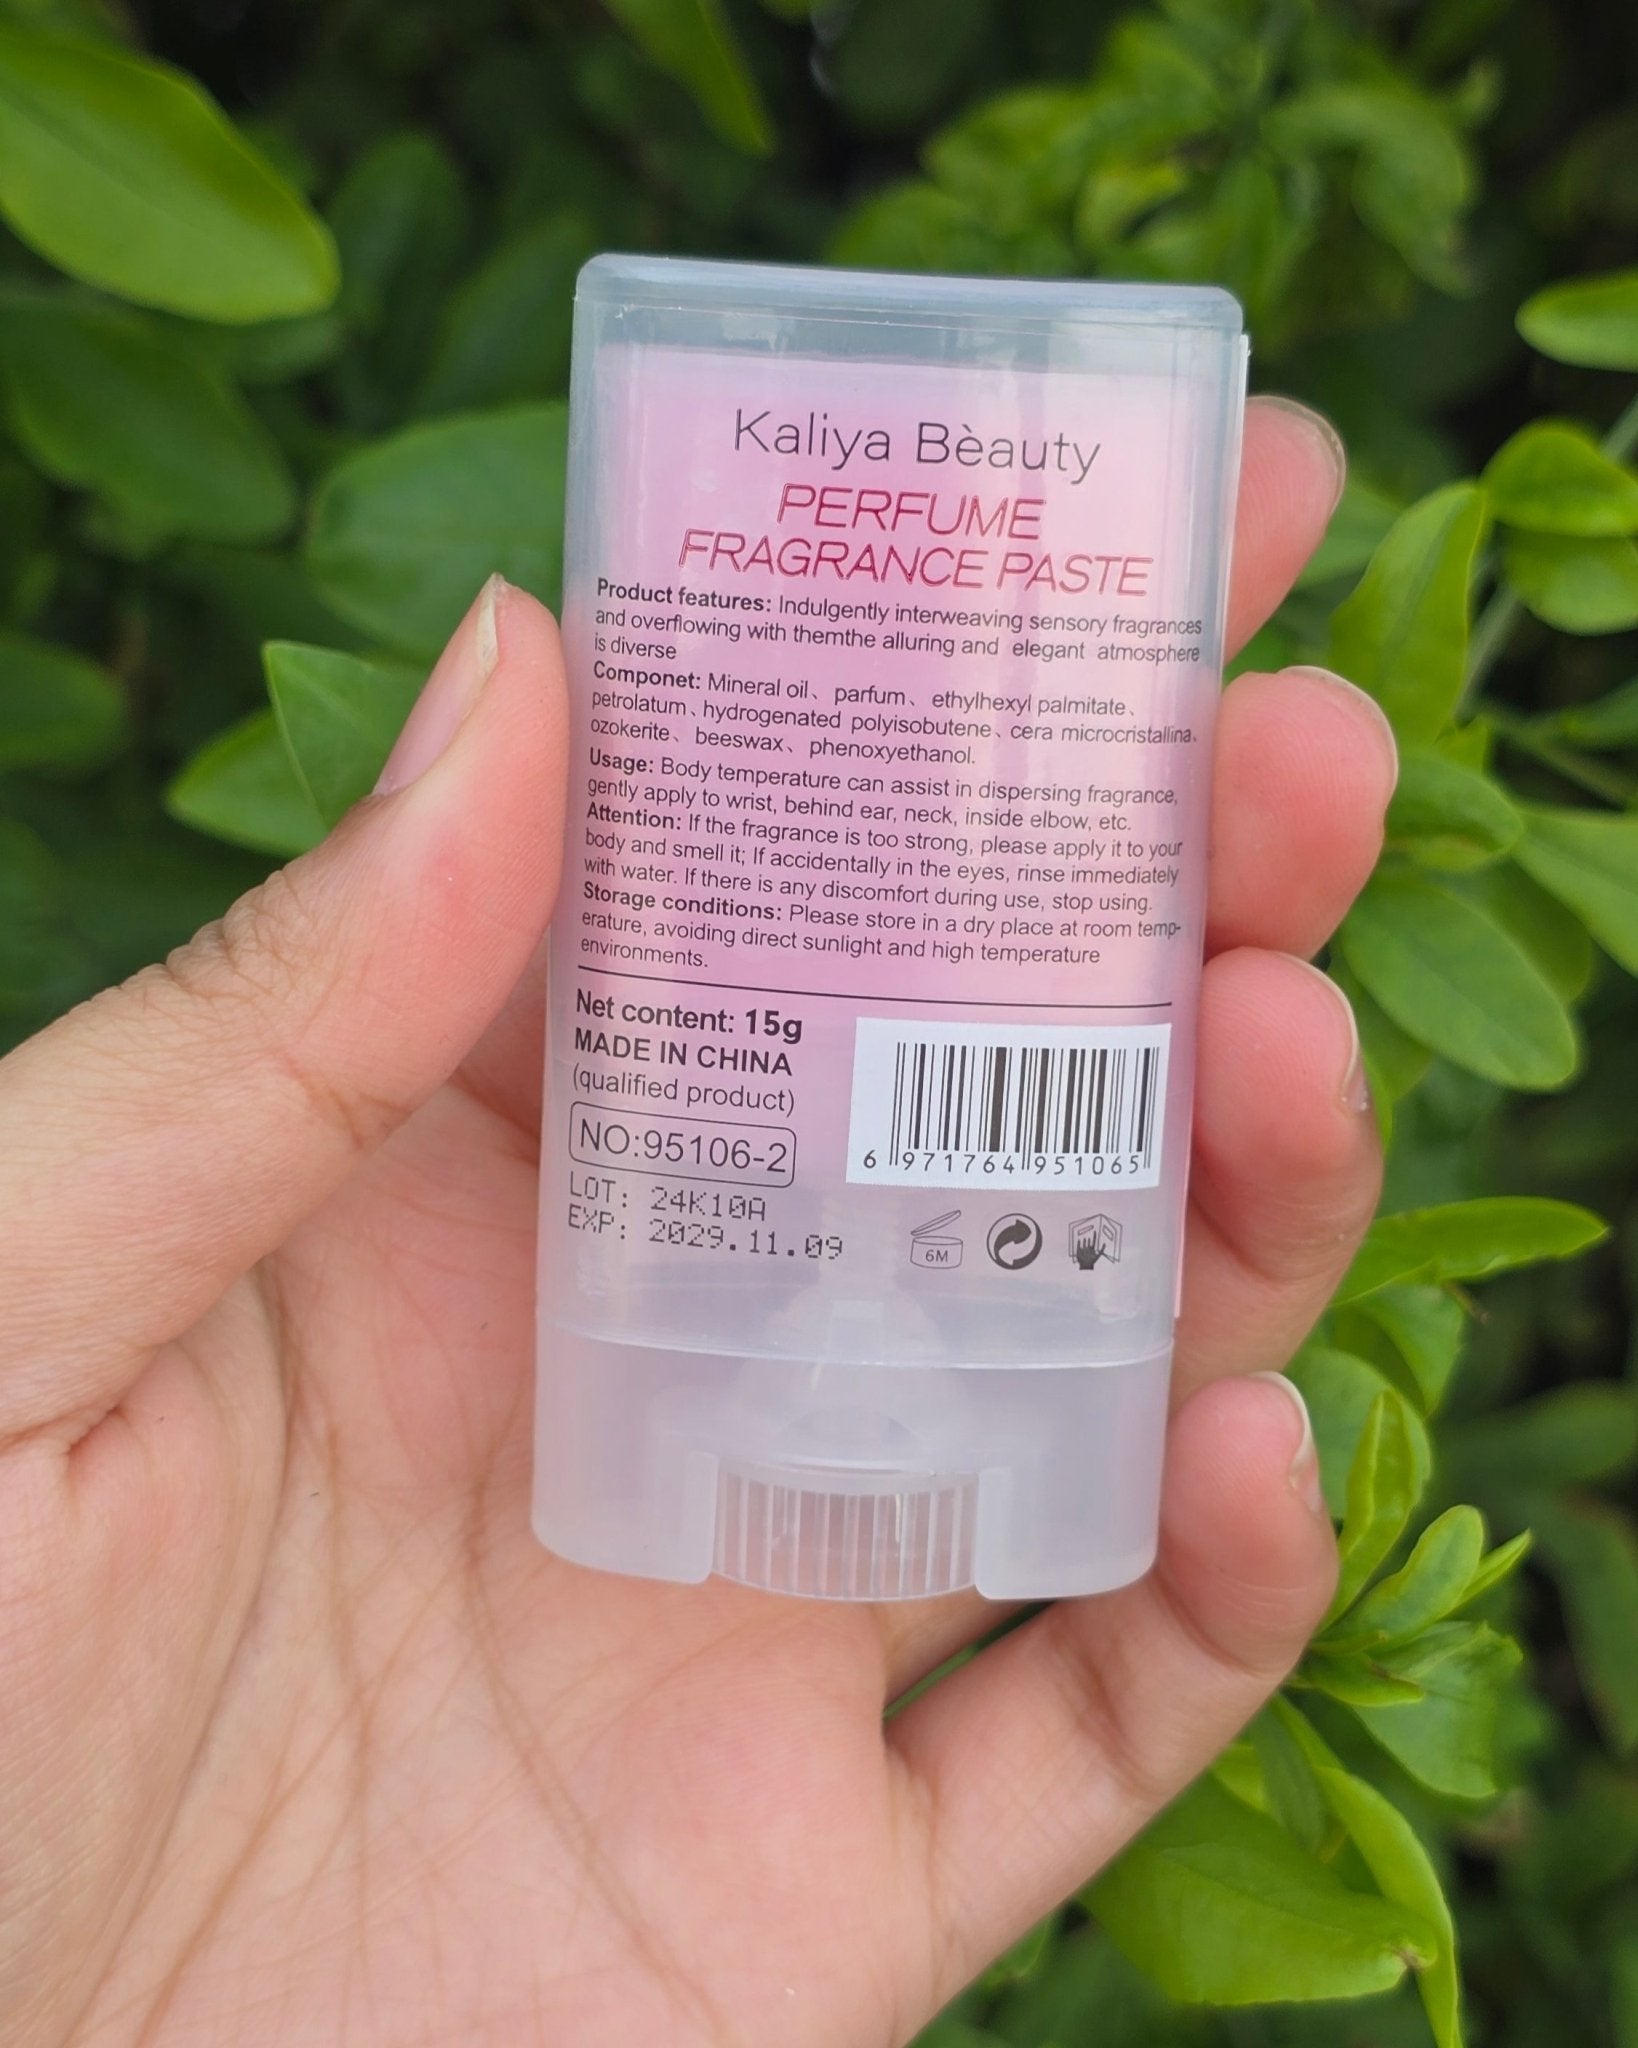 Kaliya Bèauty
PERFUME
FRAGRANCE PASTE
Product features: Indulgently interweaving sensory fragrances
and overflowing with themthe alluring and elegant atmosphere
is diverse
Componet: Mineral oil、 parfum、 ethylhexyl palmitate、
petrolatum、hydrogenated polyisobutene、cera microcristallina、
ozokerite、 beeswax、 phenoxyethanol.
Usage: Body temperature can assist in dispersing fragrance,
gently apply to wrist, behind ear, neck, inside elbow, etc.
Attention: If the fragrance is too strong, please apply it to your
body and smell it; If accidentally in the eyes, rinse immediately
with water. If there is any discomfort during use, stop using.
Storage conditions: Please store in a dry place at room temp-
erature, avoiding direct sunlight and high temperature
environments.
Net content: 15g
MADE IN CHINA
(qualified product)
NO:95106-2
LOT: 24K10A
EXP: 2029.11.09
6 971764 951065
6M